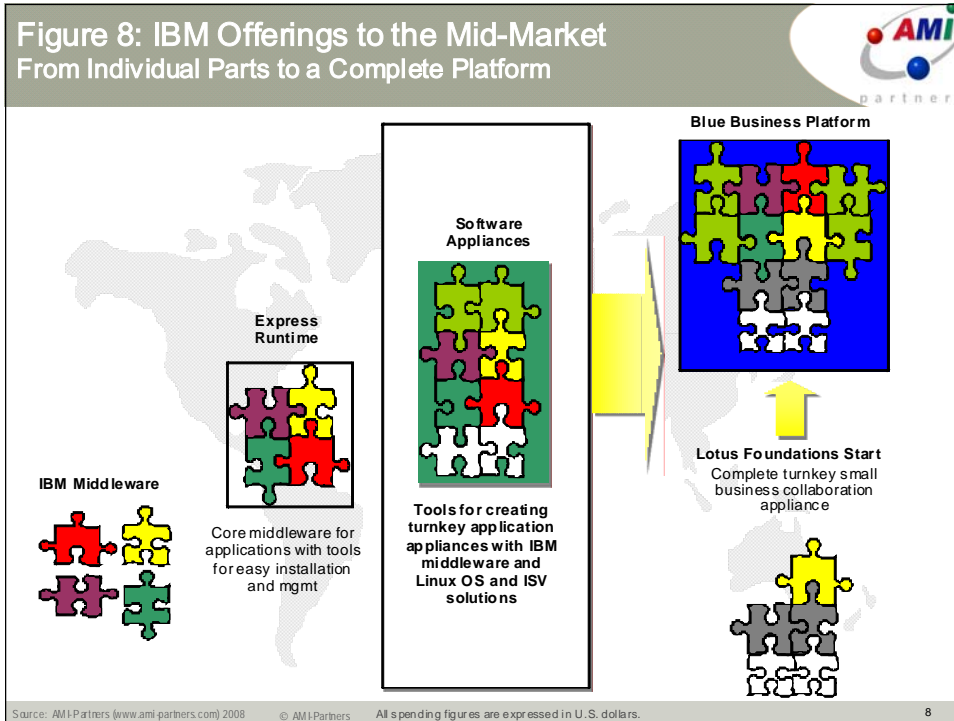 Figure 8: IBM Offerings to the Mid-Market
From Individual Parts to a Complete Platform
AMI
partner
Blue Business Platform
Software
Appliances
Express
Runtime
IBM Middleware
Core middleware for
applications with tools
for easy installation
and mgmt
Tools for creating
turnkey application
appliances with IBM
middleware and
Linux OS and ISV
solutions
Lotus Foundations Start
Complete turnkey small
business collaboration
appliance
Source: AMI-Partners (www.ami-partners.com) 2008 © AMI-Partners All spending figures are expressed in U.S. dollars. 8